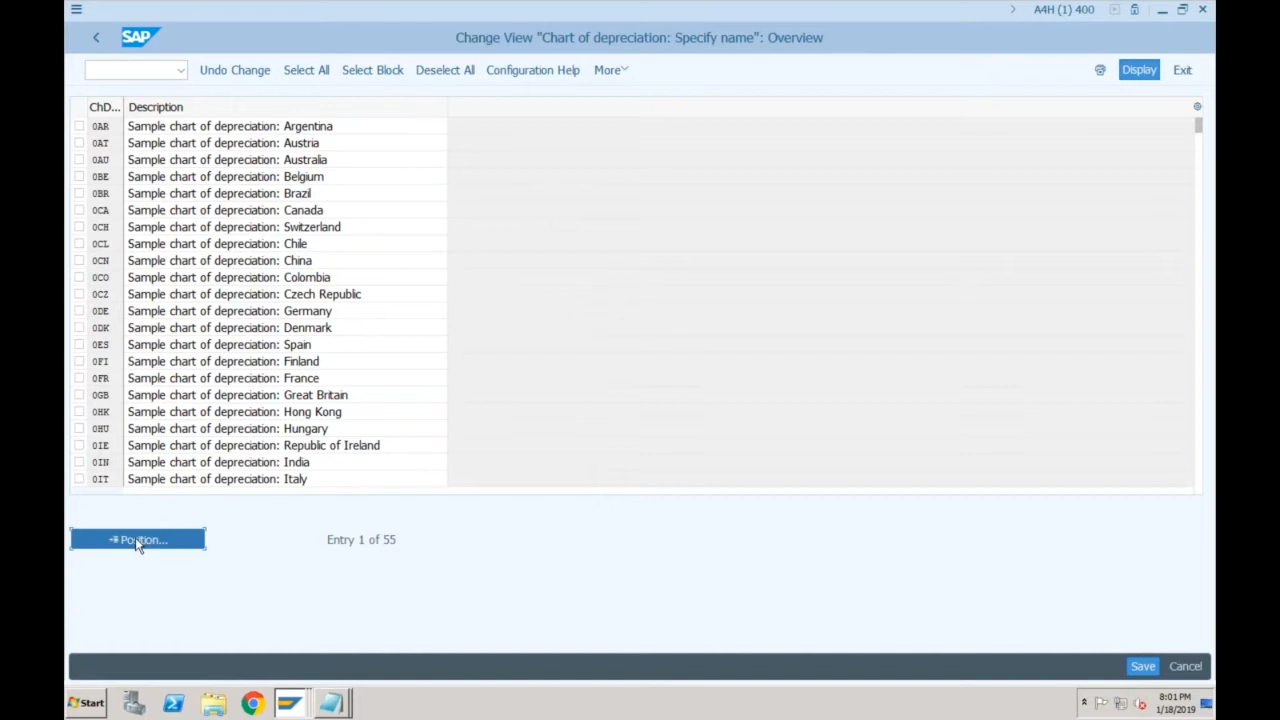 A4H (1) 400
SAP
Change View "Chart of depreciation: Specify name": Overview
Undo Change Select All Select Block Deselect All Configuration Help More Display Exit
ChD... Description
0AR Sample chart of depreciation: Argentina
0AT Sample chart of depreciation: Austria
0AU Sample chart of depreciation: Australia
0BE Sample chart of depreciation: Belgium
0BR Sample chart of depreciation: Brazil
0CA Sample chart of depreciation: Canada
0CH Sample chart of depreciation: Switzerland
0CL Sample chart of depreciation: Chile
0CN Sample chart of depreciation: China
0CO Sample chart of depreciation: Colombia
0CZ Sample chart of depreciation: Czech Republic
0DE Sample chart of depreciation: Germany
0DK Sample chart of depreciation: Denmark
0ES Sample chart of depreciation: Spain
0FI Sample chart of depreciation: Finland
0FR Sample chart of depreciation: France
0GB Sample chart of depreciation: Great Britain
0HK Sample chart of depreciation: Hong Kong
0HU Sample chart of depreciation: Hungary
0IE Sample chart of depreciation: Republic of Ireland
0IN Sample chart of depreciation: India
0IT Sample chart of depreciation: Italy
Position... Entry 1 of 55
Save Cancel
Start 8:01 PM
1/18/2019